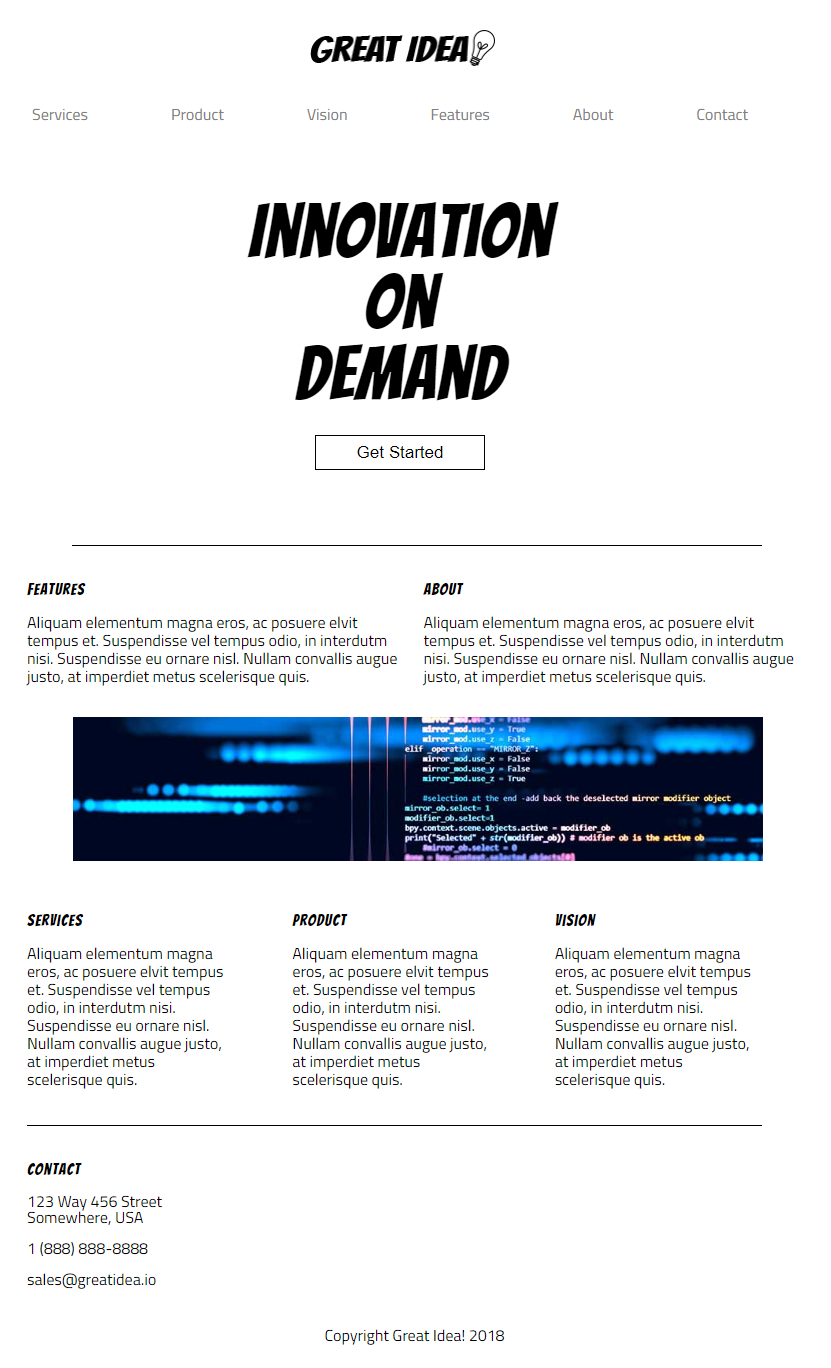 GREAT IDEA
Services Product Vision Features About Contact
INNOVATION
ON
DEMAND
Get Started
FEATURES
Aliquam elementum magna eros, ac posuere elvit
tempus et. Suspendisse vel tempus odio, in interdutm
nisi. Suspendisse eu ornare nisl. Nullam convallis augue
justo, at imperdiet metus scelerisque quis.
ABOUT
Aliquam elementum magna eros, ac posuere elvit
tempus et. Suspendisse vel tempus odio, in interdutm
nisi. Suspendisse eu ornare nisl. Nullam convallis augue
justo, at imperdiet metus scelerisque quis.
mirror_mod.use_x = False
mirror_mod.use_y = True
mirror_mod.use_z = False
elif _operation == "MIRROR_Z":
mirror_mod.use_x = False
mirror_mod.use_y = False
mirror_mod.use_z = True
#selection at the end -add back the deselected mirror modifier object
mirror_ob.select= 1
modifier_ob.select=1
bpy.context.scene.objects.active = modifier_ob
print("Selected" + str(modifier_ob)) # modifier ob is the active ob
#mirror_ob.select = 0
= bpy.context.selected_objects[0]
SERVICES
Aliquam elementum magna
eros, ac posuere elvit tempus
et. Suspendisse vel tempus
odio, in interdutm nisi.
Suspendisse eu ornare nisl.
Nullam convallis augue justo,
at imperdiet metus
scelerisque quis.
PRODUCT
Aliquam elementum magna
eros, ac posuere elvit tempus
et. Suspendisse vel tempus
odio, in interdutm nisi.
Suspendisse eu ornare nisl.
Nullam convallis augue justo,
at imperdiet metus
scelerisque quis.
VISION
Aliquam elementum magna
eros, ac posuere elvit tempus
et. Suspendisse vel tempus
odio, in interdutm nisi.
Suspendisse eu ornare nisl.
Nullam convallis augue justo,
at imperdiet metus
scelerisque quis.
CONTACT
123 Way 456 Street
Somewhere, USA
1 (888) 888-8888
sales@greatidea.io
Copyright Great Idea! 2018